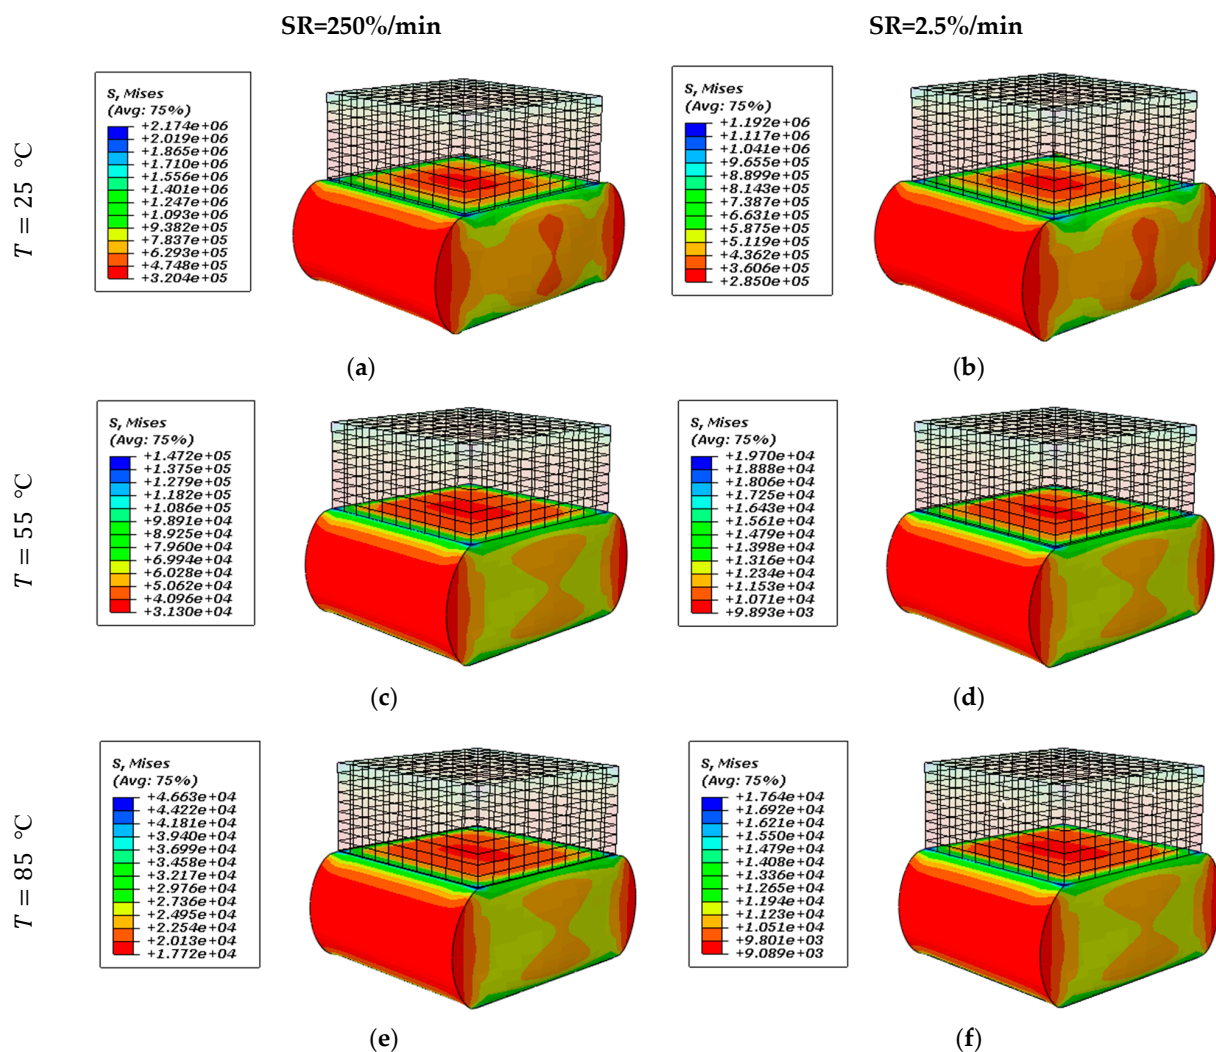 SR=250%/min
SR=2.5%/min
T = 25 °C
S, Mises
(Avg: 75%)
+2.174e+06
+2.019e+06
+1.865e+06
+1.710e+06
+1.556e+06
+1.401e+06
+1.247e+06
+1.093e+06
+9.382e+05
+7.837e+05
+6.293e+05
+4.748e+05
+3.204e+05
(a)
S, Mises
(Avg: 75%)
+1.192e+06
+1.117e+06
+1.041e+06
+9.655e+05
+8.899e+05
+8.143e+05
+7.387e+05
+6.631e+05
+5.875e+05
+5.119e+05
+4.362e+05
+3.606e+05
+2.850e+05
(b)
T = 55 °C
S, Mises
(Avg: 75%)
+1.472e+05
+1.375e+05
+1.279e+05
+1.182e+05
+1.086e+05
+9.891e+04
+8.925e+04
+7.960e+04
+6.994e+04
+6.028e+04
+5.062e+04
+4.096e+04
+3.130e+04
(c)
S, Mises
(Avg: 75%)
+1.970e+04
+1.888e+04
+1.806e+04
+1.725e+04
+1.643e+04
+1.561e+04
+1.479e+04
+1.398e+04
+1.316e+04
+1.234e+04
+1.153e+04
+1.071e+04
+9.893e+03
(d)
T = 85 °C
S, Mises
(Avg: 75%)
+4.663e+04
+4.422e+04
+4.181e+04
+3.940e+04
+3.699e+04
+3.458e+04
+3.217e+04
+2.976e+04
+2.736e+04
+2.495e+04
+2.254e+04
+2.013e+04
+1.772e+04
(e)
S, Mises
(Avg: 75%)
+1.764e+04
+1.692e+04
+1.621e+04
+1.550e+04
+1.479e+04
+1.408e+04
+1.336e+04
+1.265e+04
+1.194e+04
+1.123e+04
+1.051e+04
+9.801e+03
+9.089e+03
(f)